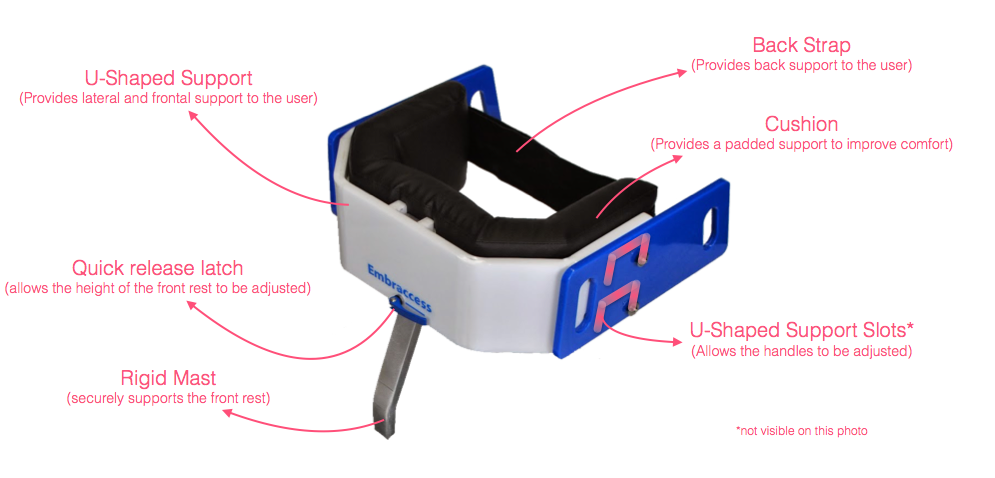 Back Strap
(Provides back support to the user)
U-Shaped Support
(Provides lateral and frontal support to the user)
Cushion
(Provides a padded support to improve comfort)
Quick release latch
(allows the height of the front rest to be adjusted)
Embraccess
U-Shaped Support Slots*
(Allows the handles to be adjusted)
Rigid Mast
(securely supports the front rest)
*not visible on this photo